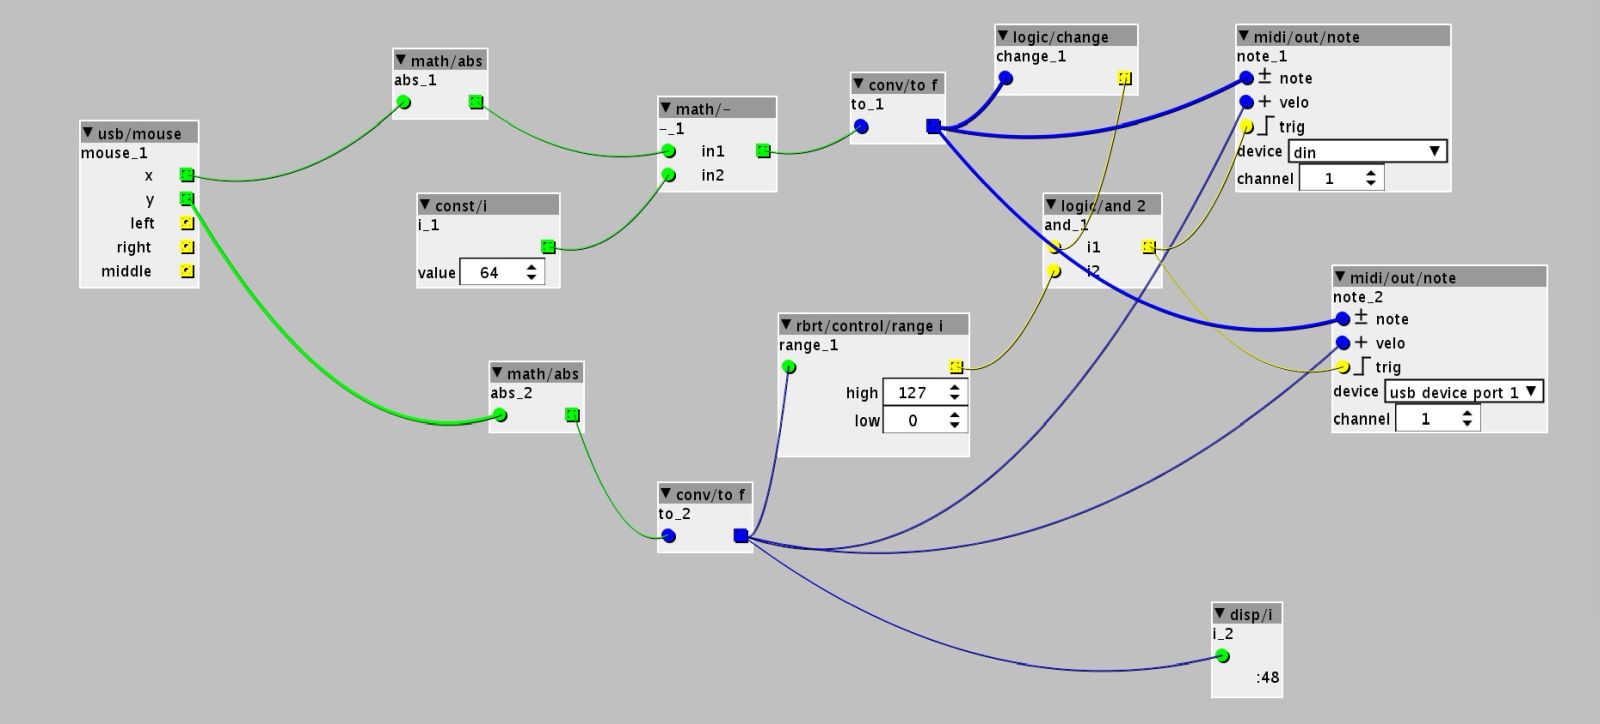 usb/mouse
mouse_1
x
y
left
right
middle
math/abs
abs_1
const/i
i_1
value 64
math/abs
abs_2
math/-
-_1
in1
in2
conv/to f
to_1
logic/change
change_1
logic/and 2
and_1
i1
i2
rbrt/control/range i
range_1
high 127
low 0
conv/to f
to_2
midi/out/note
note_1
± note
+ velo
trig
device din
channel 1
midi/out/note
note_2
± note
+ velo
trig
device usb device port 1
channel 1
disp/i
i_2
:48